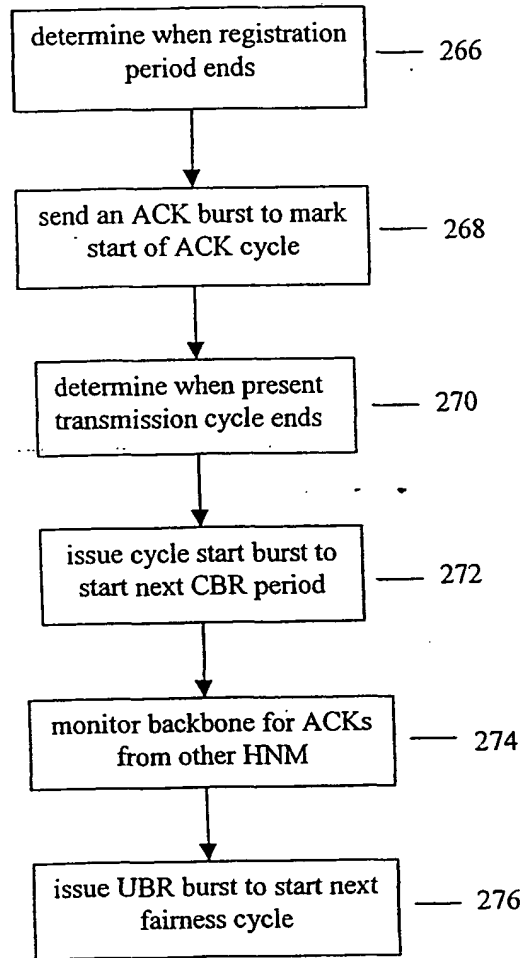 determine when registration
period ends
266
send an ACK burst to mark
start of ACK cycle
268
determine when present
transmission cycle ends
270
issue cycle start burst to
start next CBR period
272
monitor backbone for ACKs
from other HNM
274
issue UBR burst to start next
fairness cycle
276